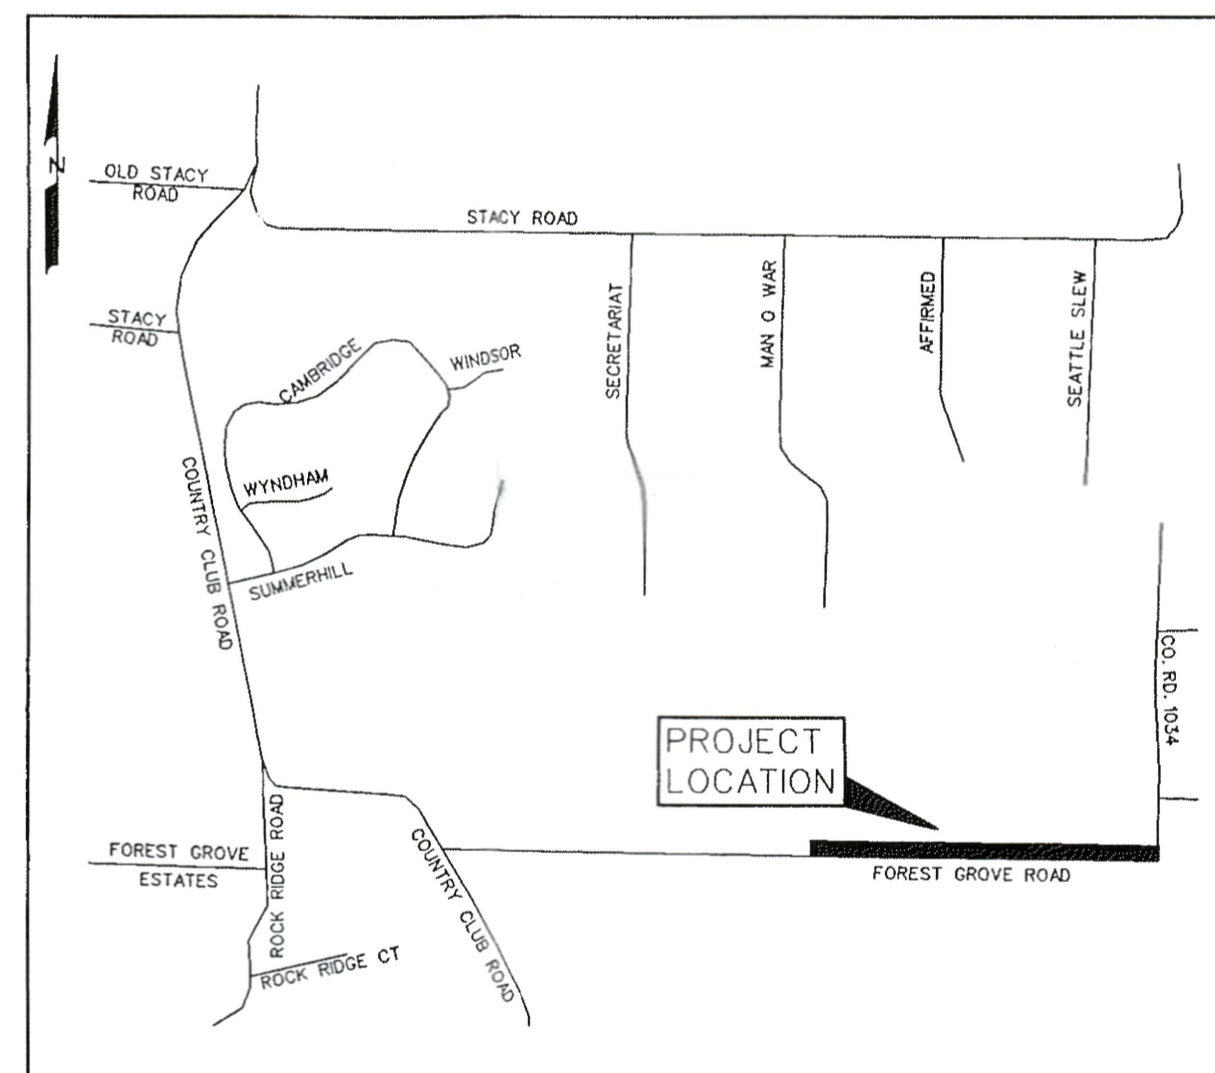 N
OLD STACY
ROAD
STACY ROAD
STACY
ROAD
SECRETARIAT
MAN O WAR
AFFIRMED
SEATTLE SLEW
CAMBRIDGE
WINDSOR
WYNDHAM
COUNTRY CLUB ROAD
SUMMERHILL
CO. RD. 1034
PROJECT
LOCATION
FOREST GROVE
ESTATES
ROCK RIDGE ROAD
COUNTRY CLUB ROAD
FOREST GROVE ROAD
ROCK RIDGE CT